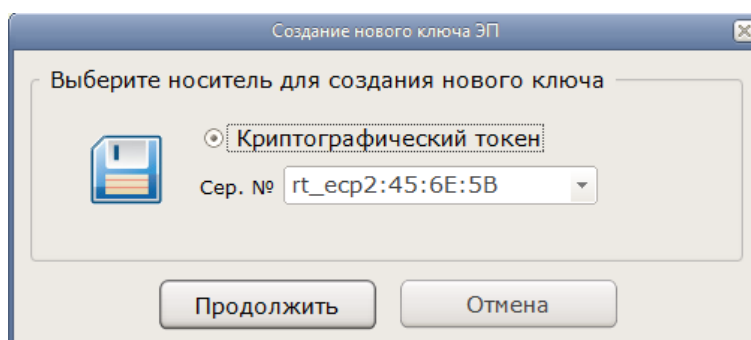 Создание нового ключа ЭП
Выберите носитель для создания нового ключа
Криптографический токен
Сер. № rt_ecp2:45:6E:5B
Продолжить Отмена